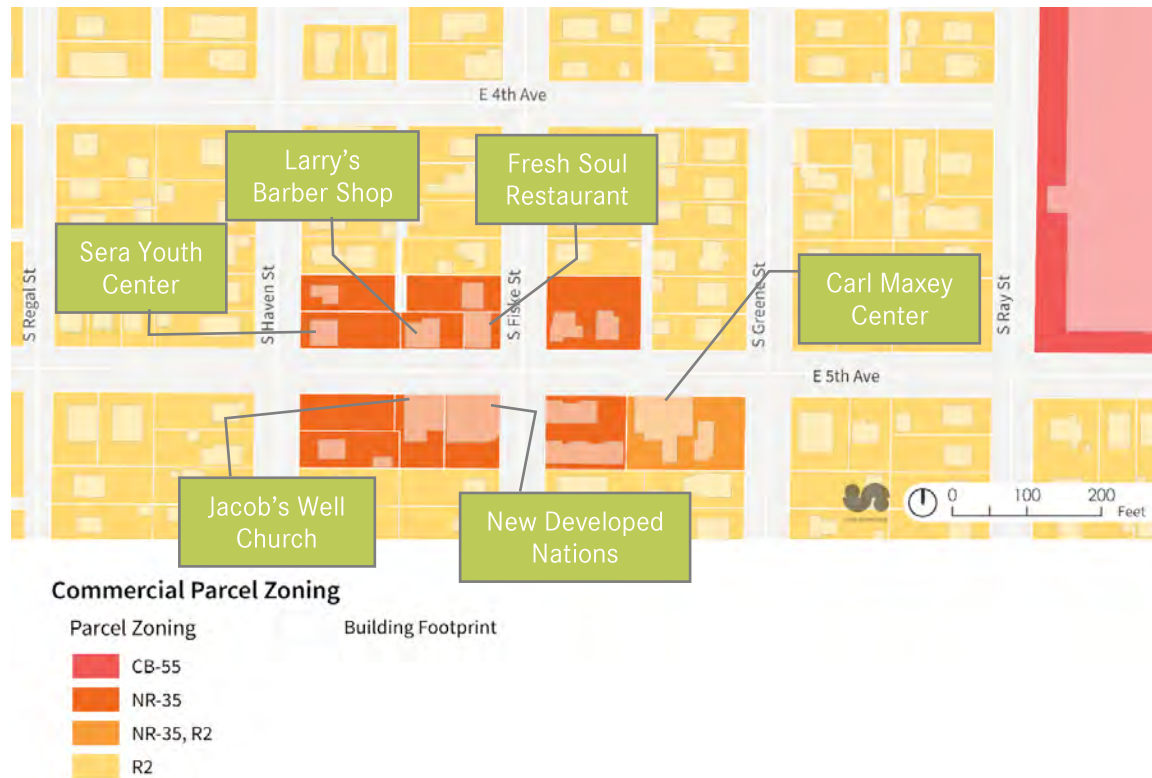 E 4th Ave
Larry's
Barber Shop
Fresh Soul
Restaurant
Sera Youth
Center
Carl Maxey
Center
S Regal St
S Haven St
S Fiske St
S Greene St
S Ray St
E 5th Ave
Jacob's Well
Church
New Developed
Nations
0 100 200
Feet
Commercial Parcel Zoning
Parcel Zoning
Building Footprint
CB-55
NR-35
NR-35, R2
R2